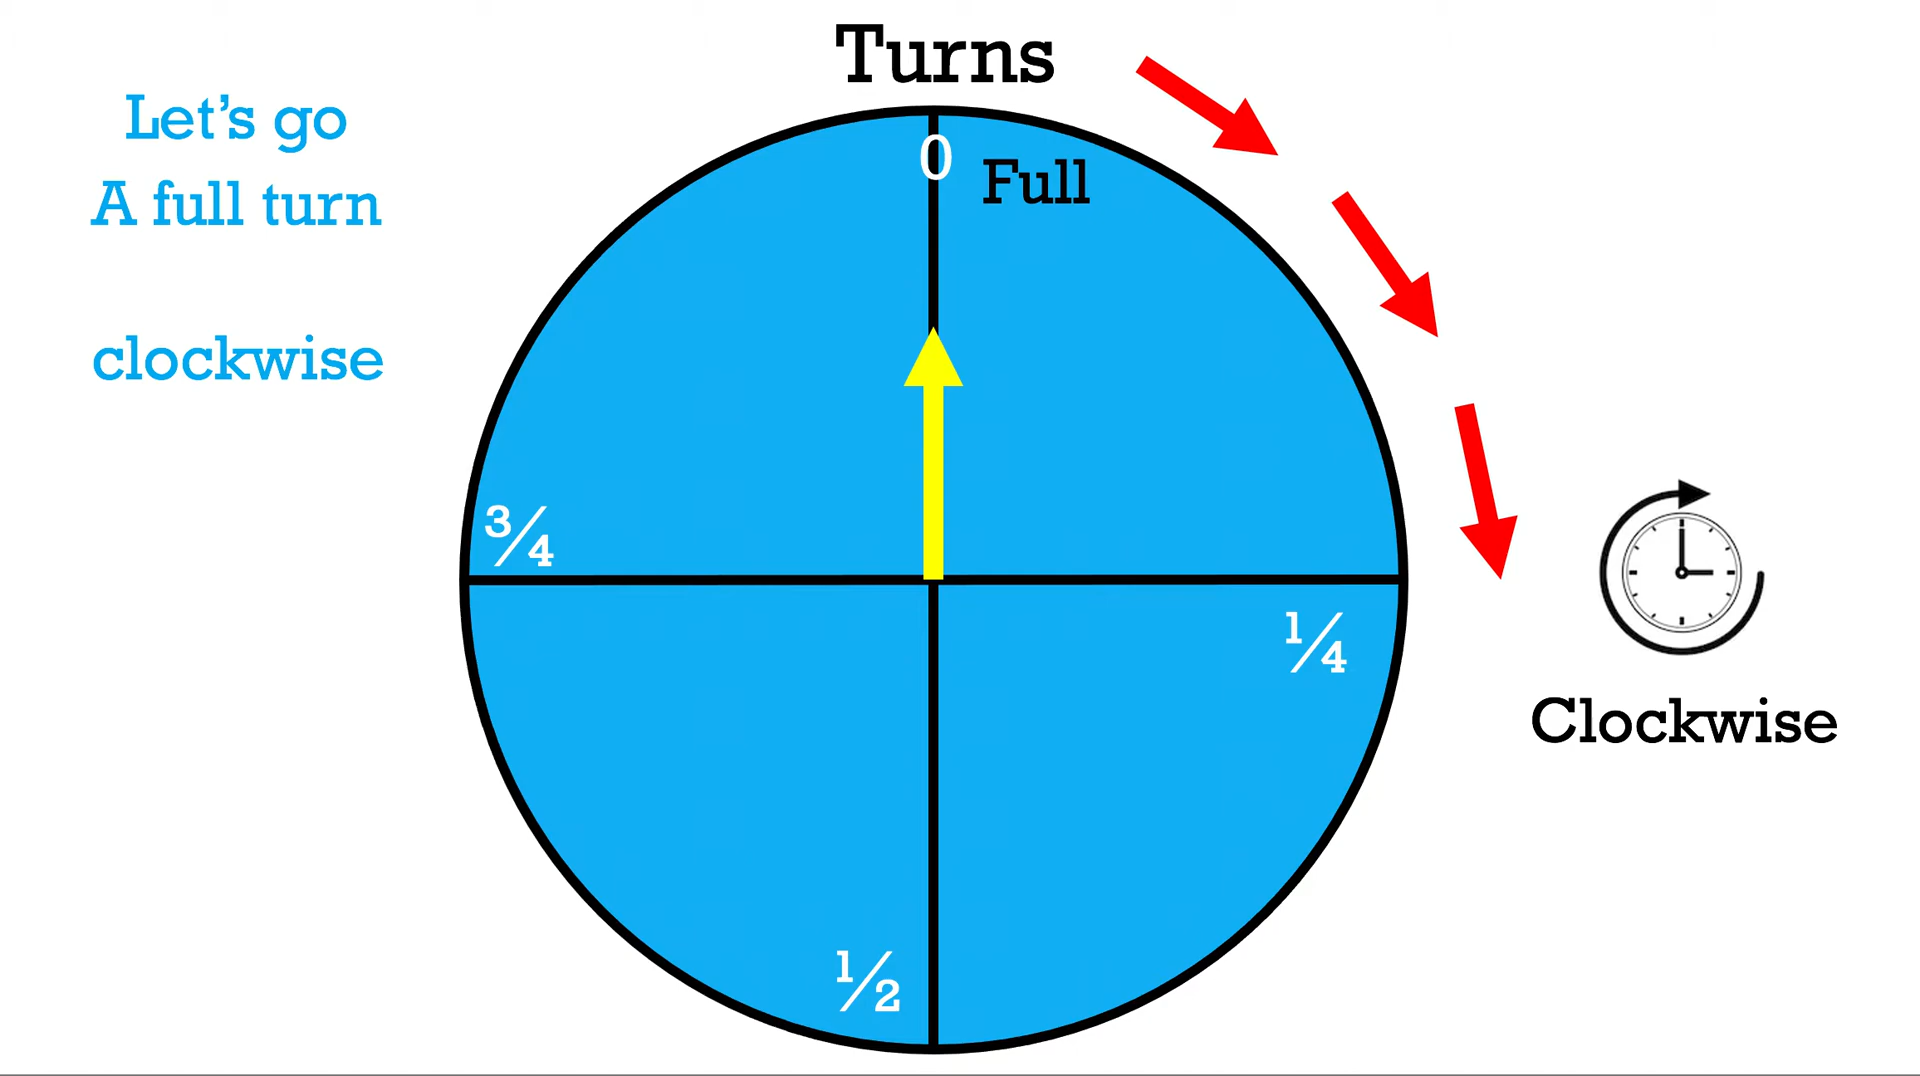 Turns
Let's go
A full turn
clockwise
0
Full
¾
¼
½
Clockwise